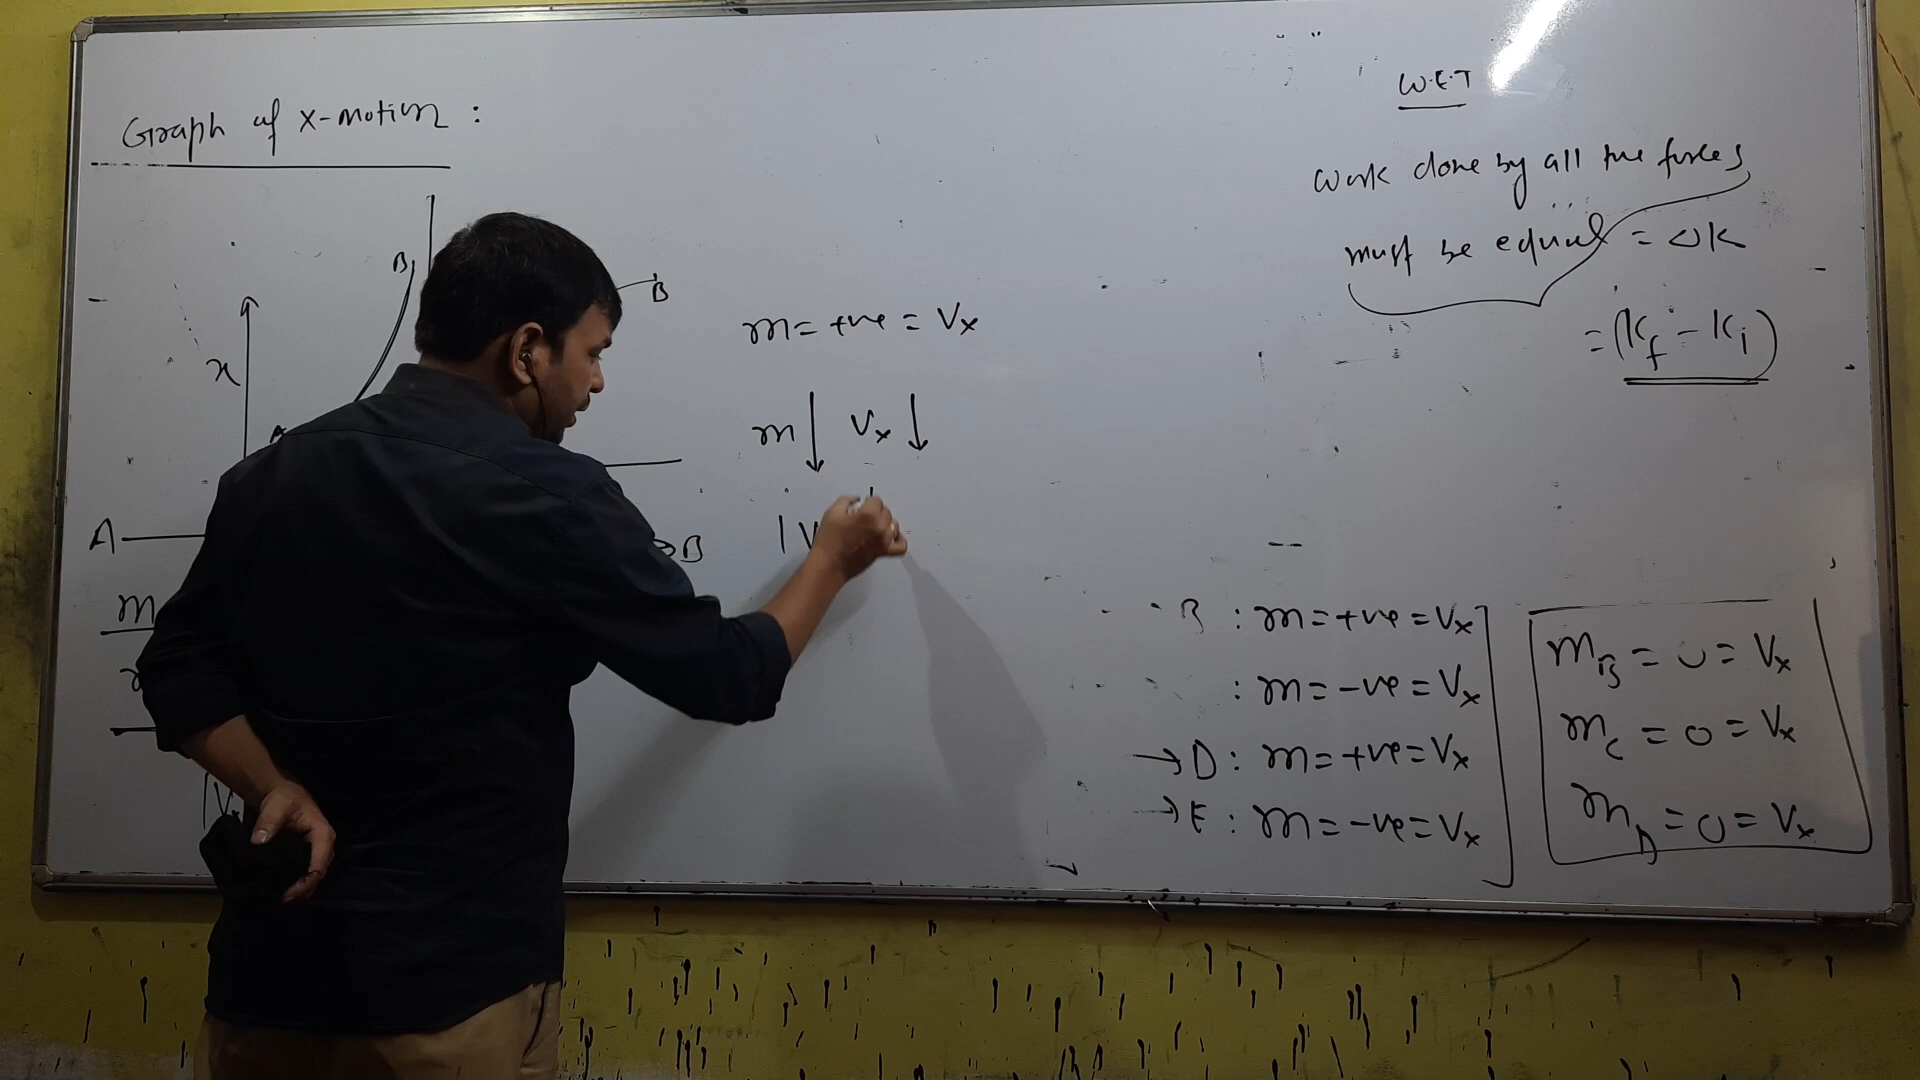 Graph of x-motion :
B
x
A
A B
m
|Vx
B
m = +ve = Vx
m↓ Vx↓
|V
W.E.T
Work done by all the forces
must be equal = ΔK
= (Kf - Ki)
B : m = +ve = Vx
: m = -ve = Vx
→ D : m = +ve = Vx
→ E : m = -ve = Vx
mB = 0 = Vx
mC = 0 = Vx
mD = 0 = Vx